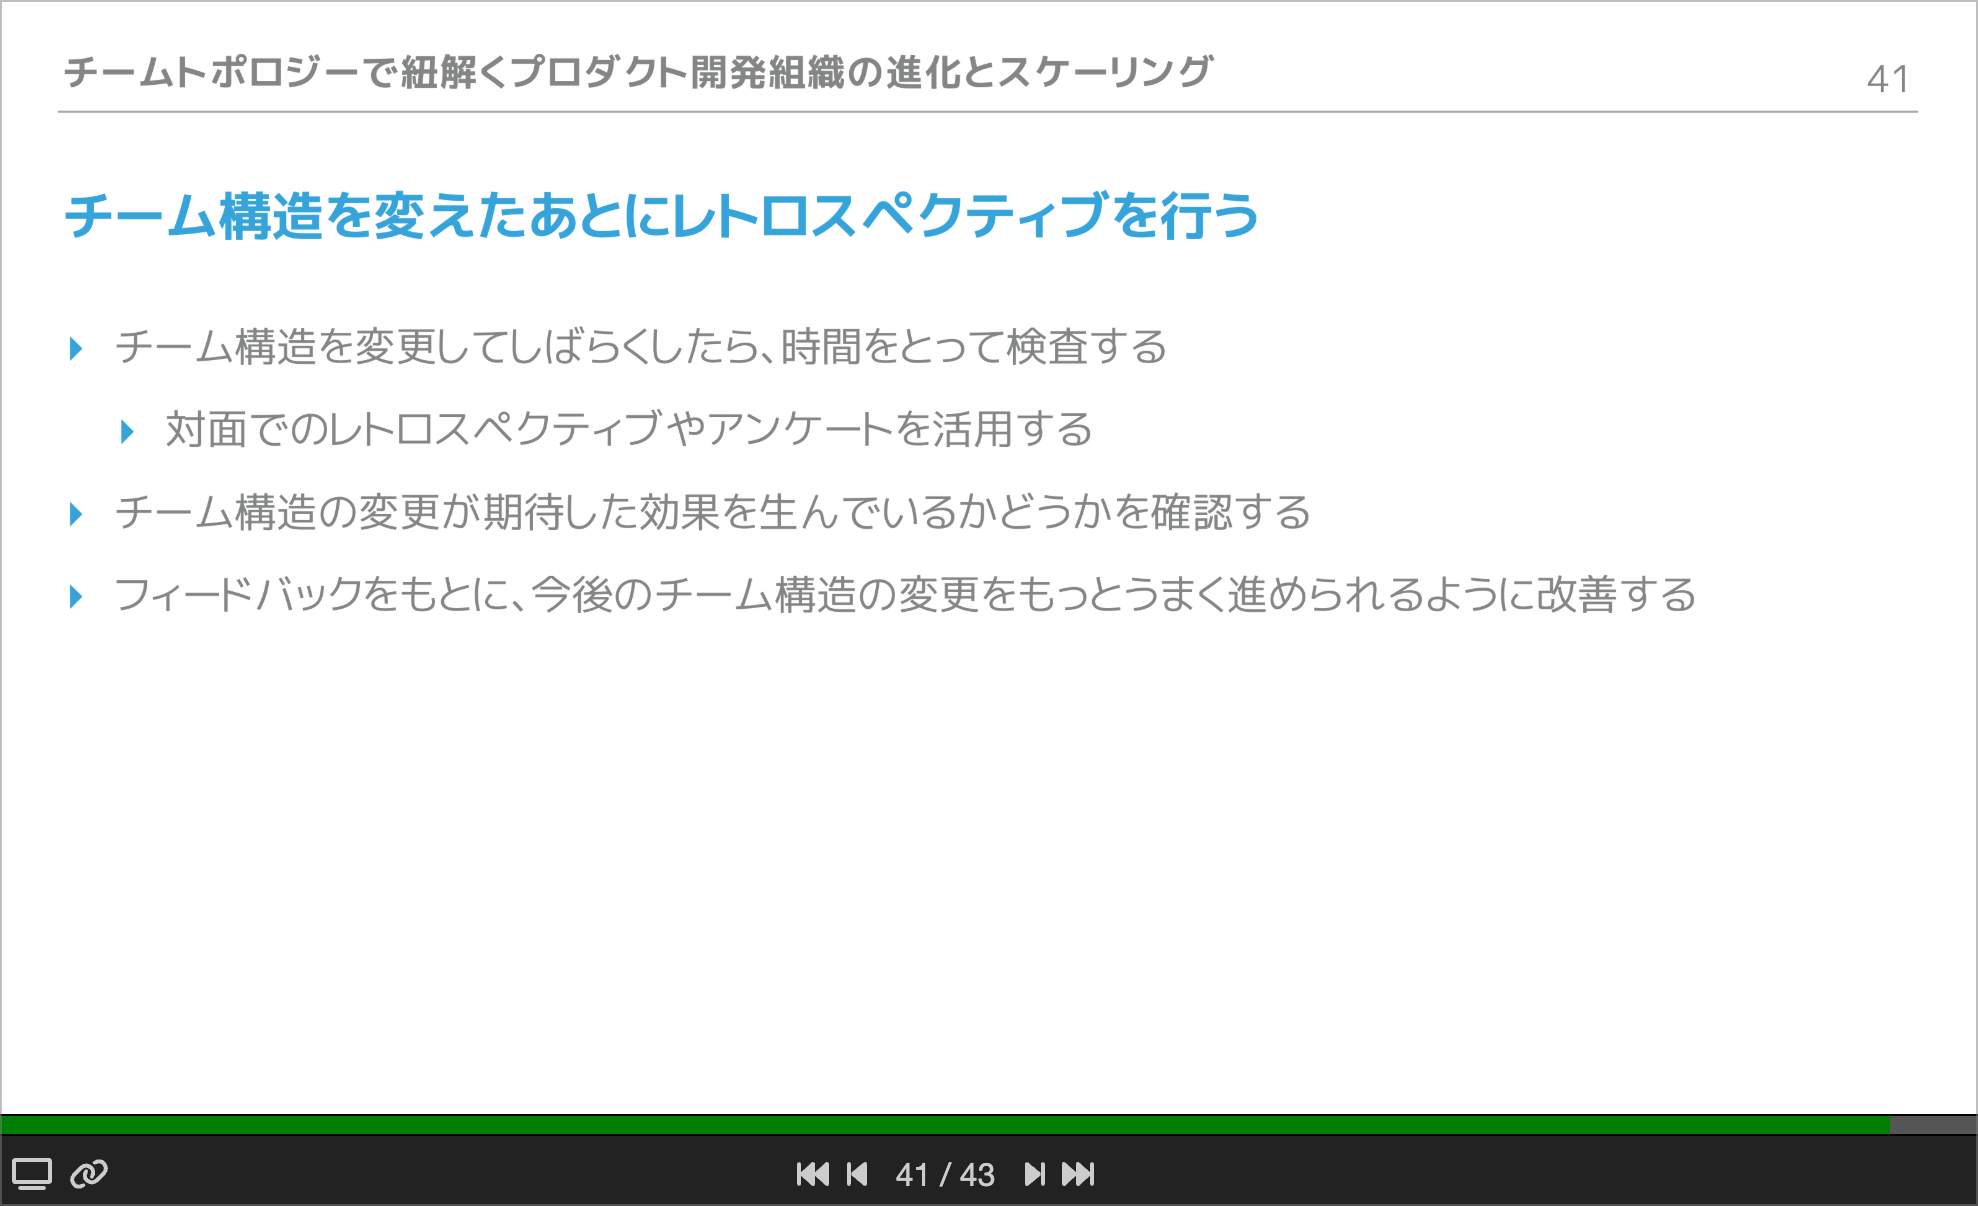 チームトポロジーで紐解くプロダクト開発組織の進化とスケーリング
41
チーム構造を変えたあとにレトロスペクティブを行う
チーム構造を変更してしばらくしたら、時間をとって検査する
対面でのレトロスペクティブやアンケートを活用する
チーム構造の変更が期待した効果を生んでいるかどうかを確認する
フィードバックをもとに、今後のチーム構造の変更をもっとうまく進められるように改善する
41 / 43